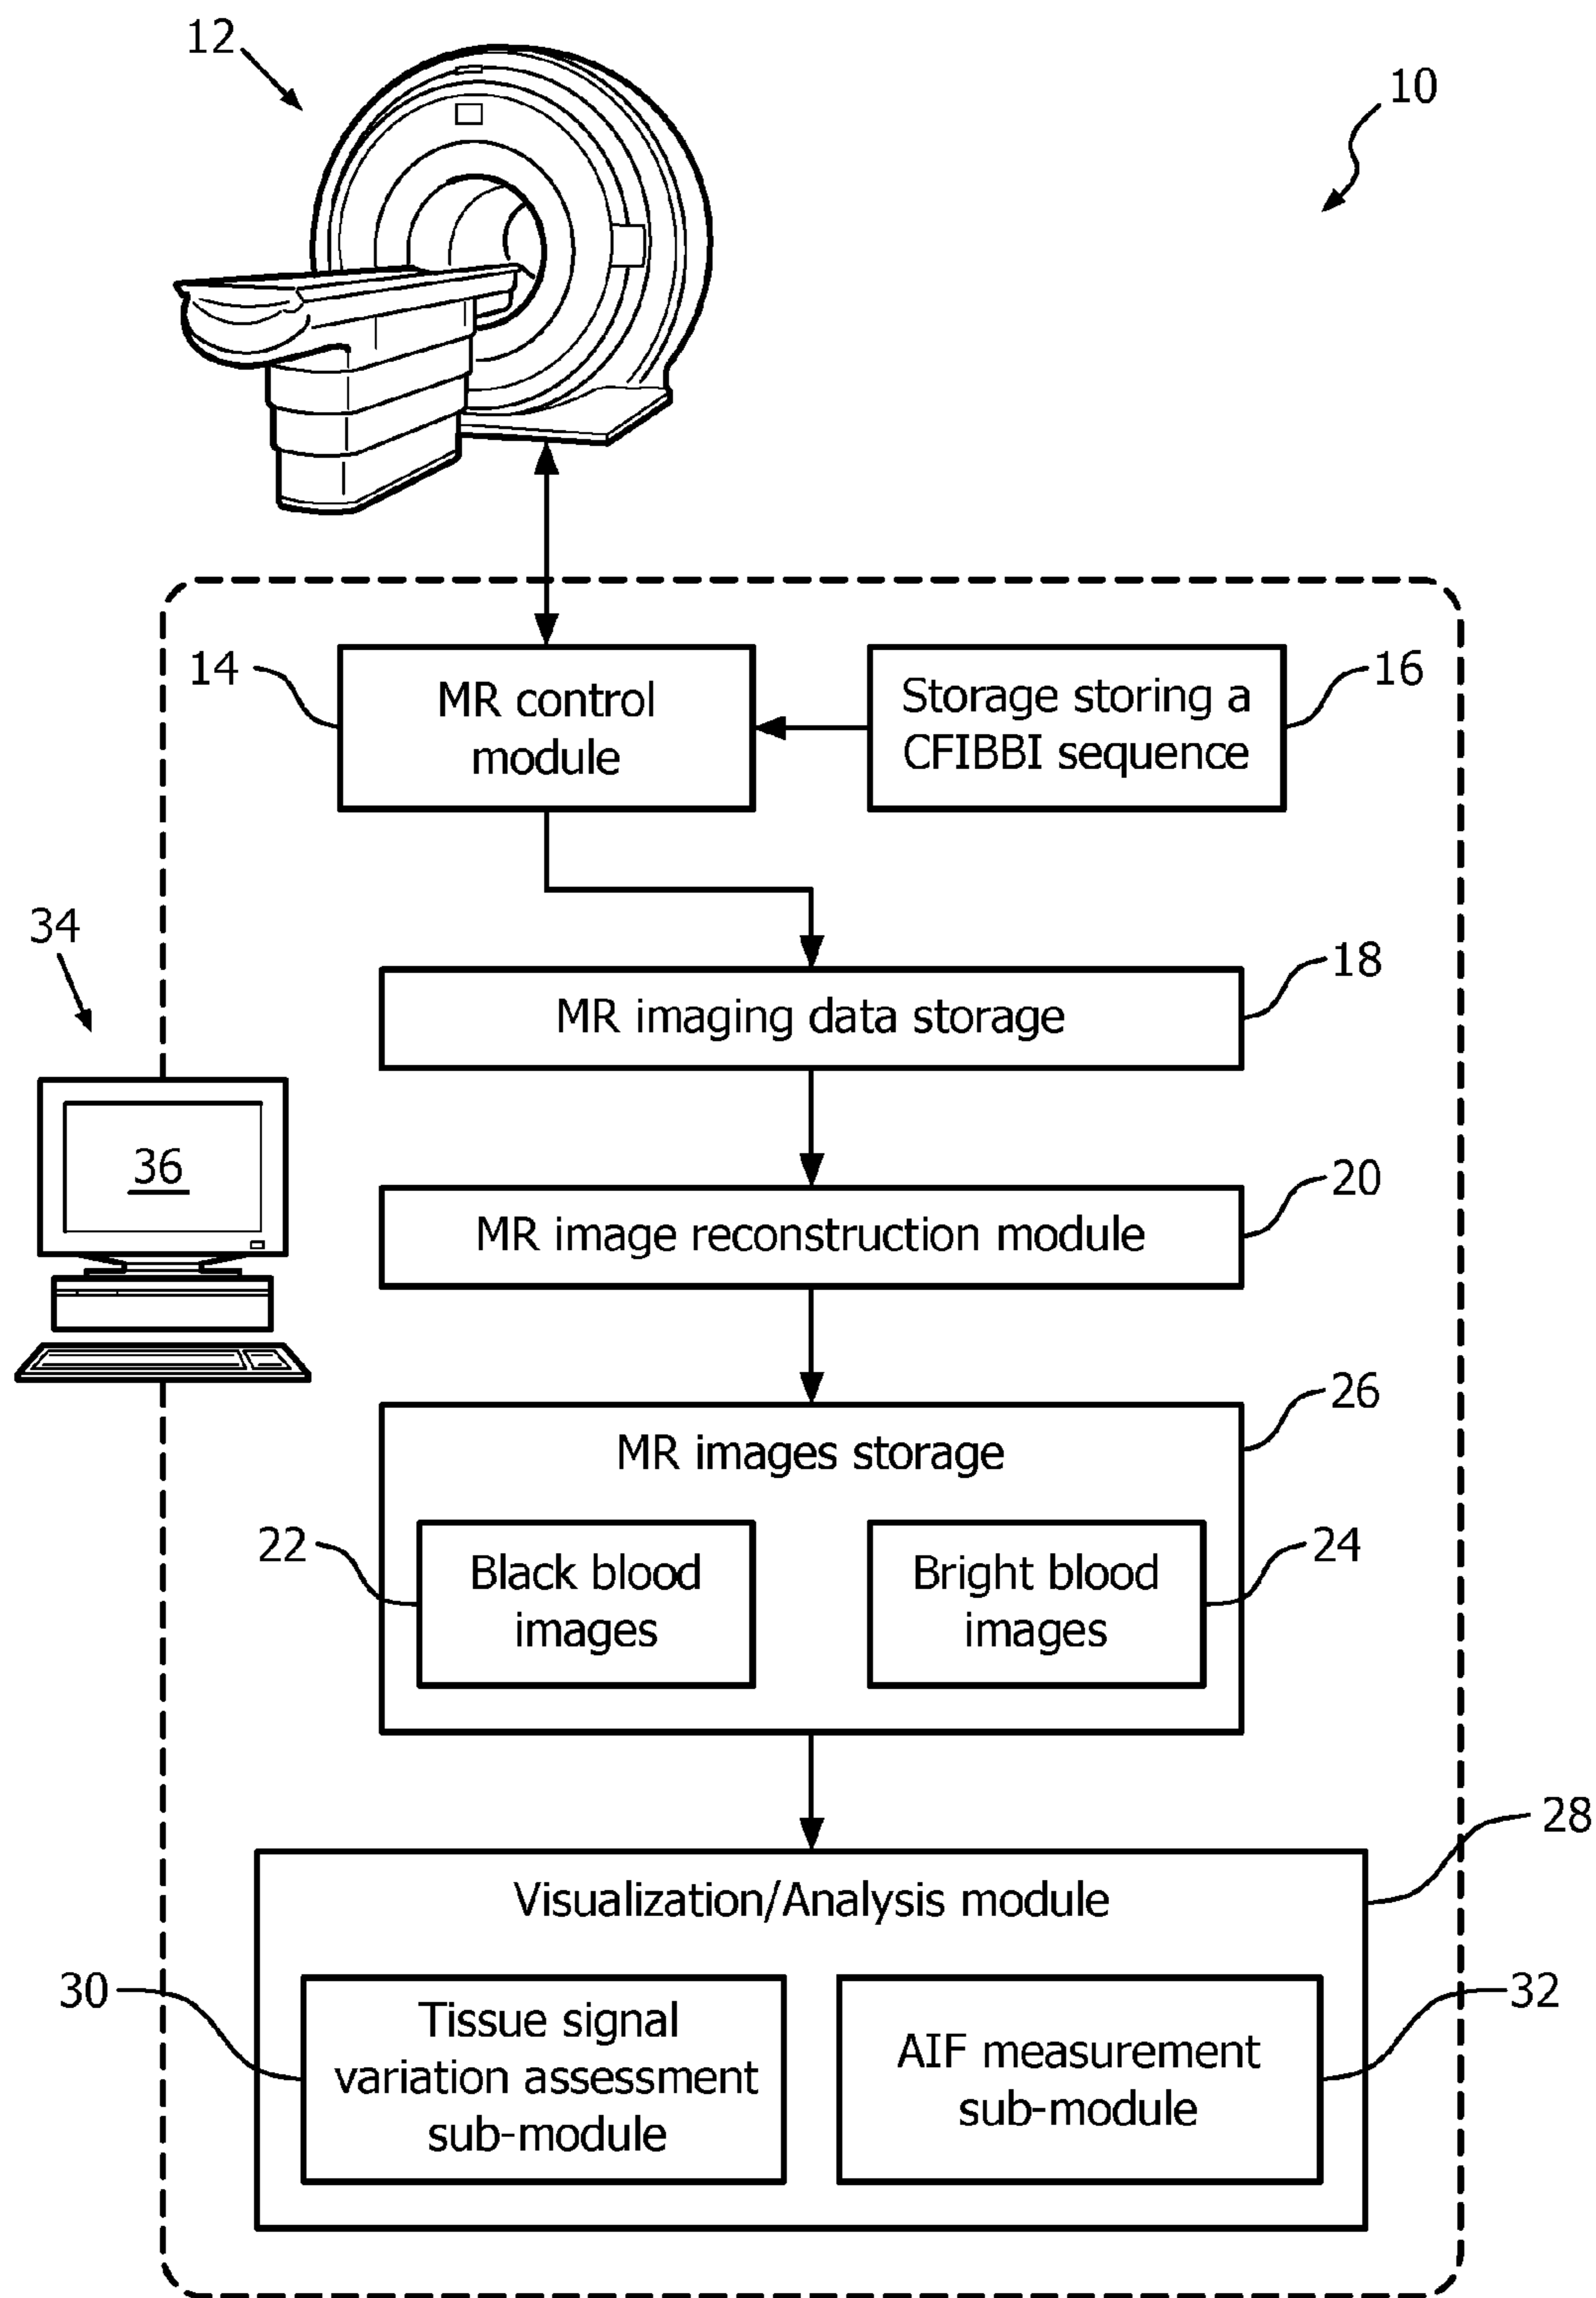 12
10
14
MR control
module
Storage storing a
CFIBBI sequence
16
34
MR imaging data storage
18
36
MR image reconstruction module
20
MR images storage
26
22
Black blood
images
Bright blood
images
24
Visualization/Analysis module
28
30
Tissue signal
variation assessment
sub-module
AIF measurement
sub-module
32